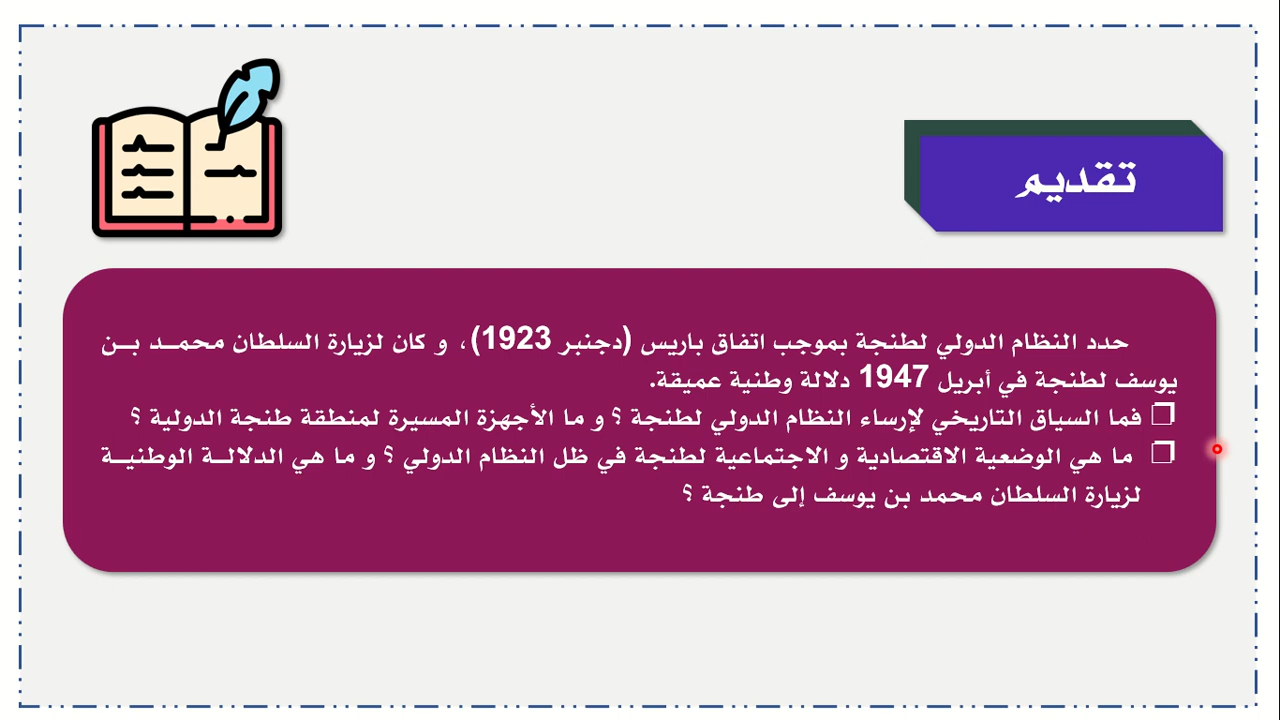 تقديم
حدد النظام الدولي لطنجة بموجب اتفاق باريس (دجنبر 1923)، و كان لزيارة السلطان محمد بن
يوسف لطنجة في أبريل 1947 دلالة وطنية عميقة.
❐ فما السياق التاريخي لإرساء النظام الدولي لطنجة ؟ و ما الأجهزة المسيرة لمنطقة طنجة الدولية ؟
❐ ما هي الوضعية الاقتصادية و الاجتماعية لطنجة في ظل النظام الدولي ؟ و ما هي الدلالة الوطنية
لزيارة السلطان محمد بن يوسف إلى طنجة ؟